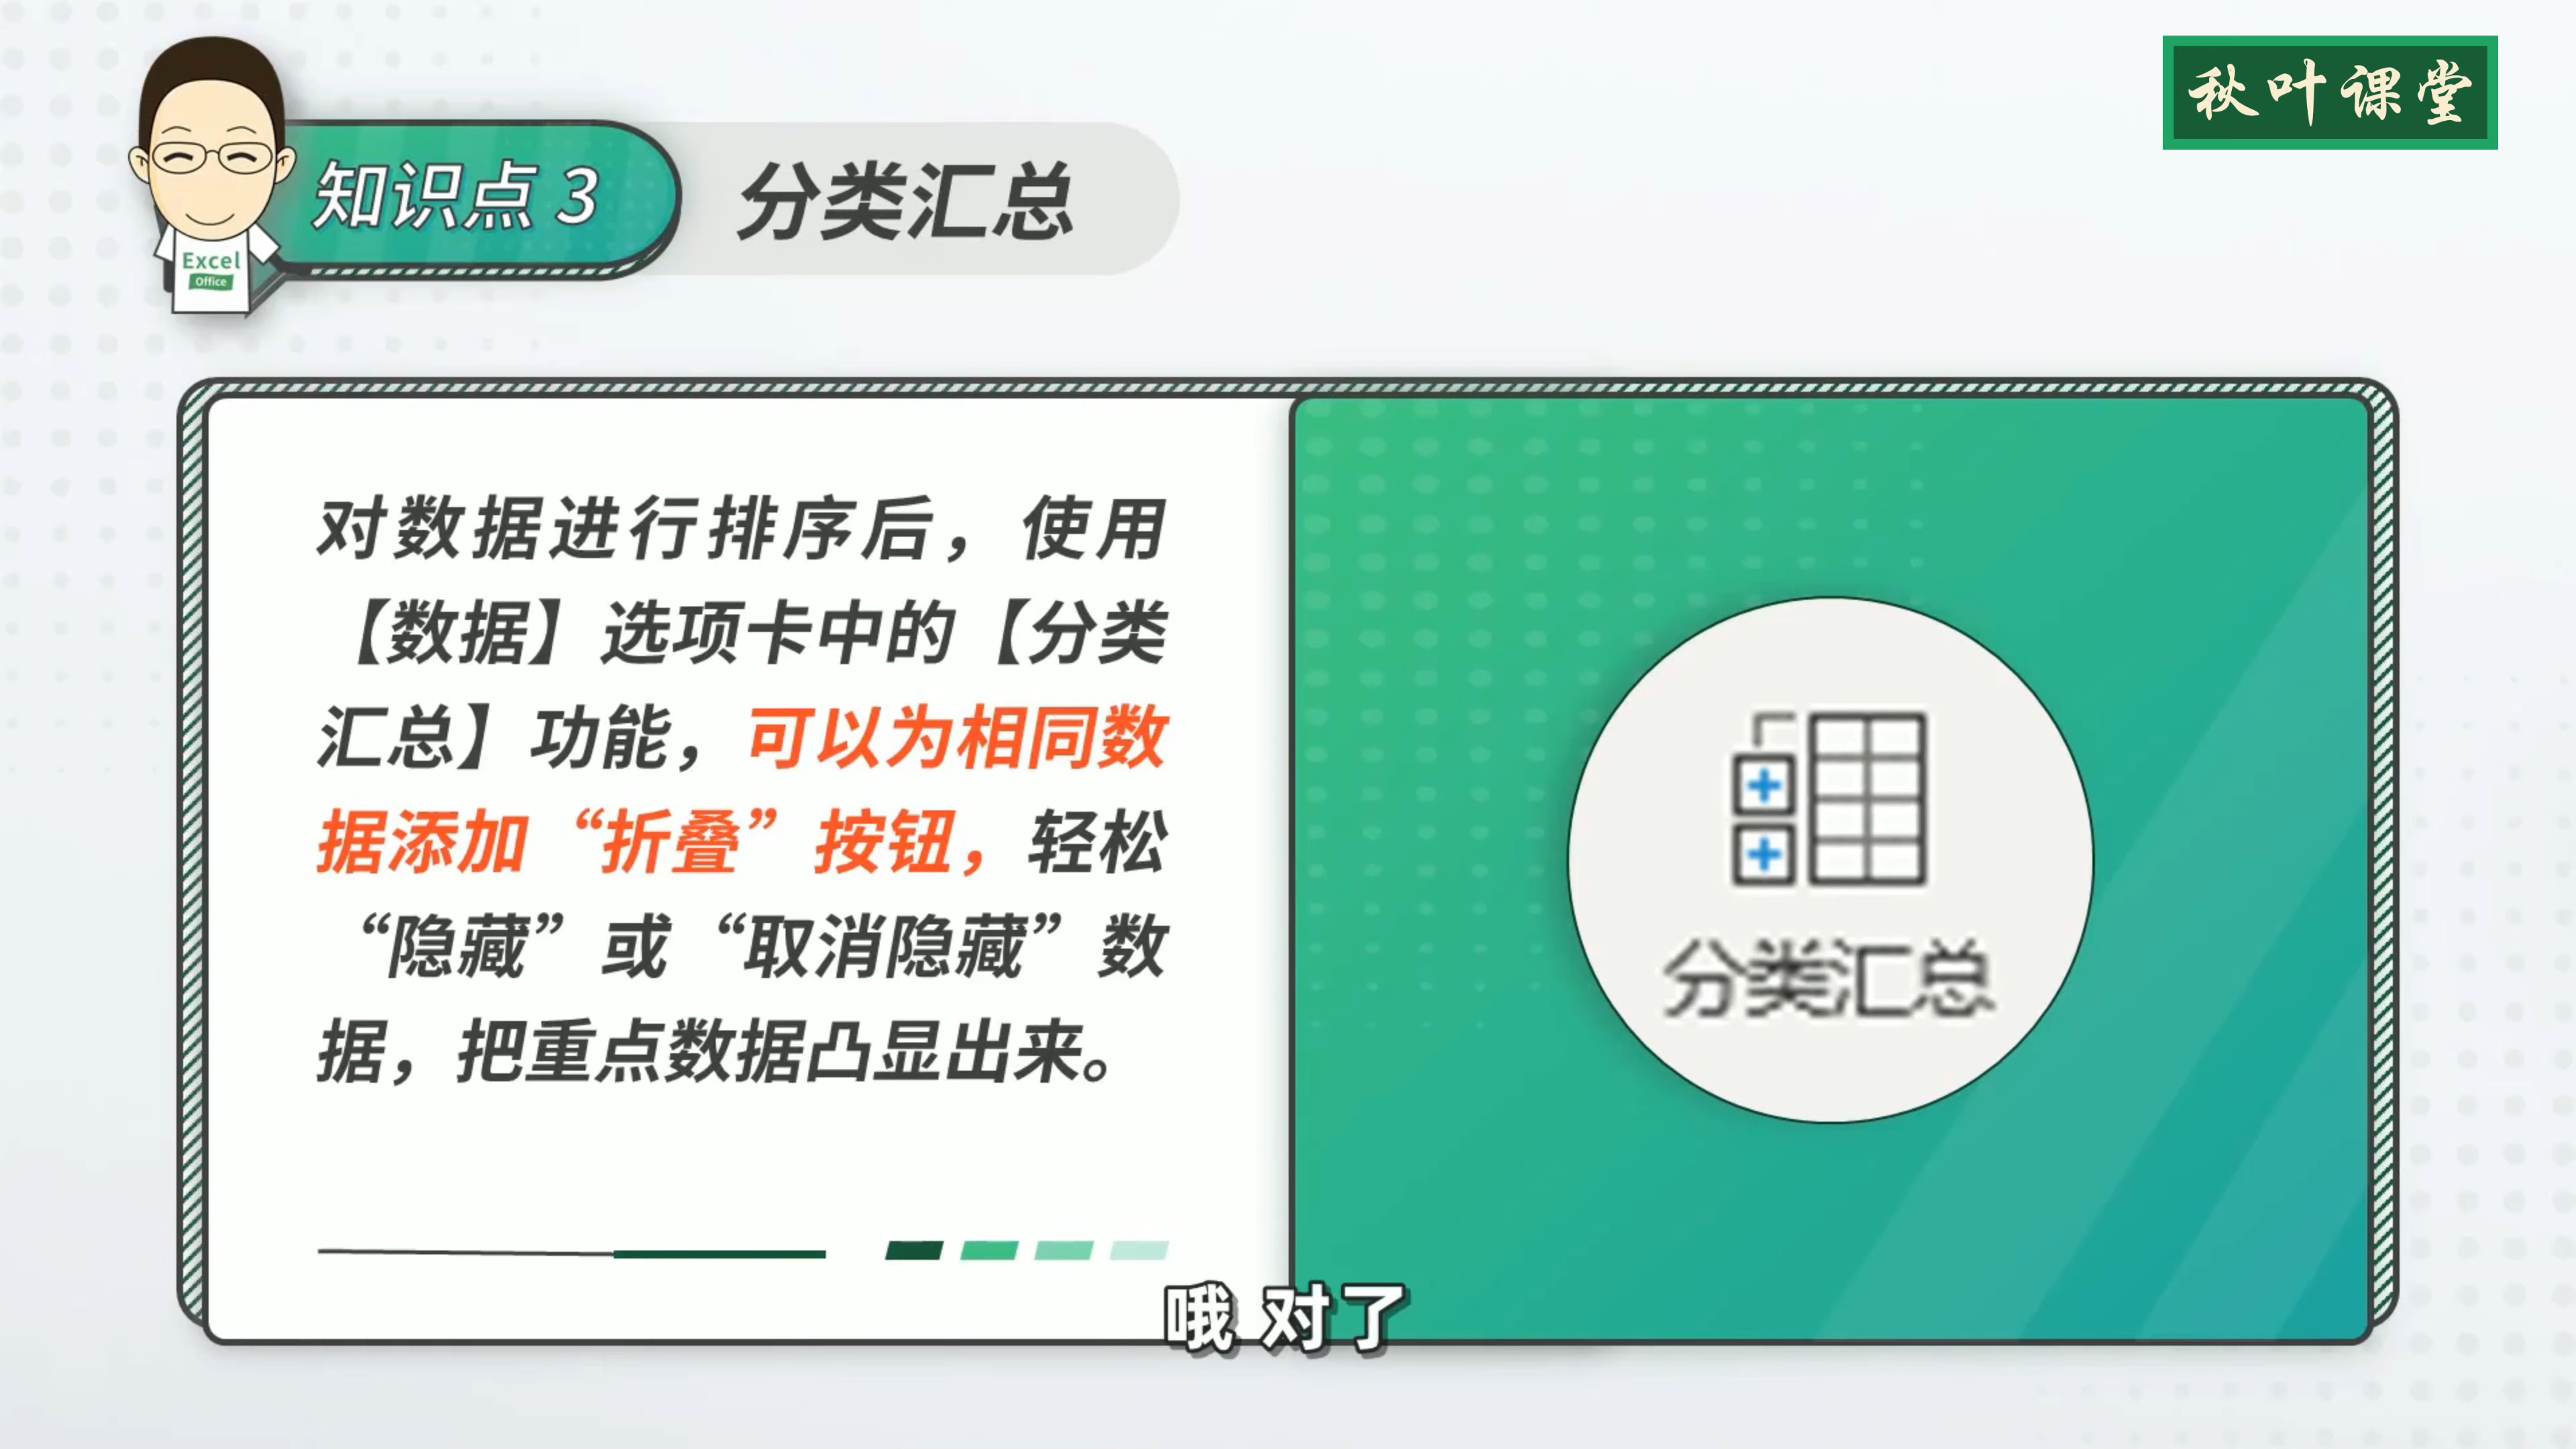 秋叶课堂
知识点 3
分类汇总
Excel
Office
对数据进行排序后，使用
【数据】选项卡中的【分类
汇总】功能，可以为相同数
据添加“折叠”按钮，轻松
“隐藏”或“取消隐藏”数
据，把重点数据凸显出来。
分类汇总
哦 对了